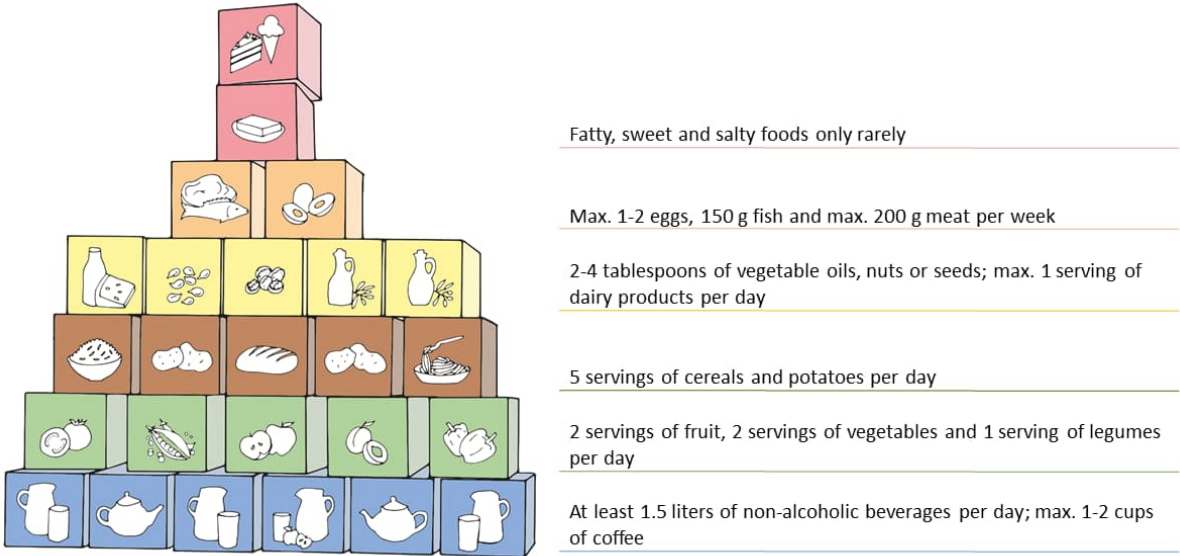 Fatty, sweet and salty foods only rarely
Max. 1-2 eggs, 150 g fish and max. 200 g meat per week
2-4 tablespoons of vegetable oils, nuts or seeds; max. 1 serving of
dairy products per day
5 servings of cereals and potatoes per day
2 servings of fruit, 2 servings of vegetables and 1 serving of legumes
per day
At least 1.5 liters of non-alcoholic beverages per day; max. 1-2 cups
of coffee